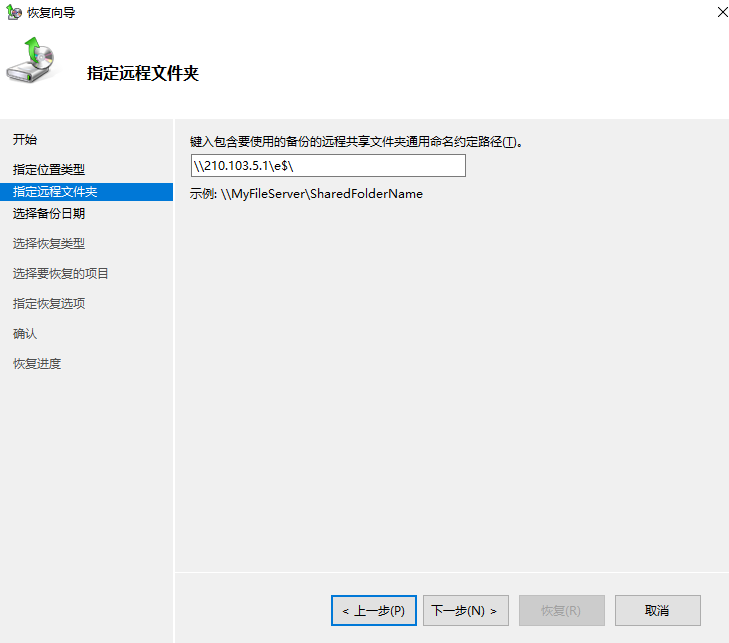 恢复向导
指定远程文件夹
开始
指定位置类型
指定远程文件夹
选择备份日期
选择恢复类型
选择要恢复的项目
指定恢复选项
确认
恢复进度
键入包含要使用的备份的远程共享文件夹通用命名约定路径(T)。
\\210.103.5.1\e$\
示例: \\MyFileServer\SharedFolderName
< 上一步(P)
下一步(N) >
恢复(R)
取消